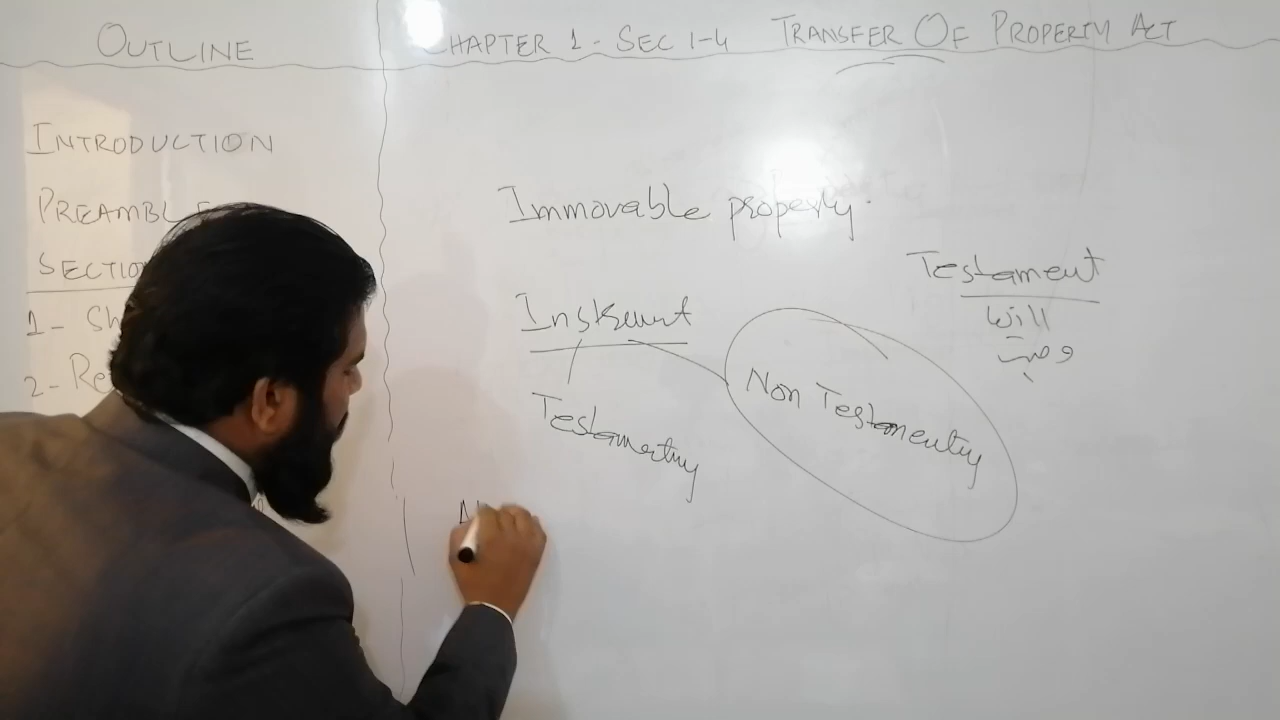 OUTLINE
CHAPTER 1 - SEC 1-4 TRANSFER OF PROPERTY ACT
INTRODUCTION
PREAMBLE
SECTIO
1- Sh
2- Re
Immovable property.
Testament
will
وصیت
Instrument
Testamentry
Non Testamentry